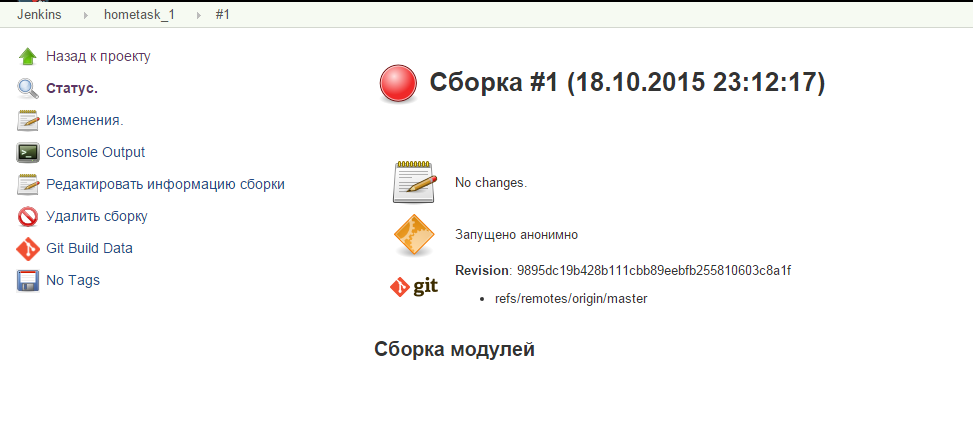 Jenkins hometask_1 #1
Назад к проекту
Статус.
Изменения.
Console Output
Редактировать информацию сборки
Удалить сборку
Git Build Data
No Tags
Сборка #1 (18.10.2015 23:12:17)
No changes.
Запущено анонимно
git
Revision: 9895dc19b428b111cbb89eebfb255810603c8a1f
refs/remotes/origin/master
Сборка модулей